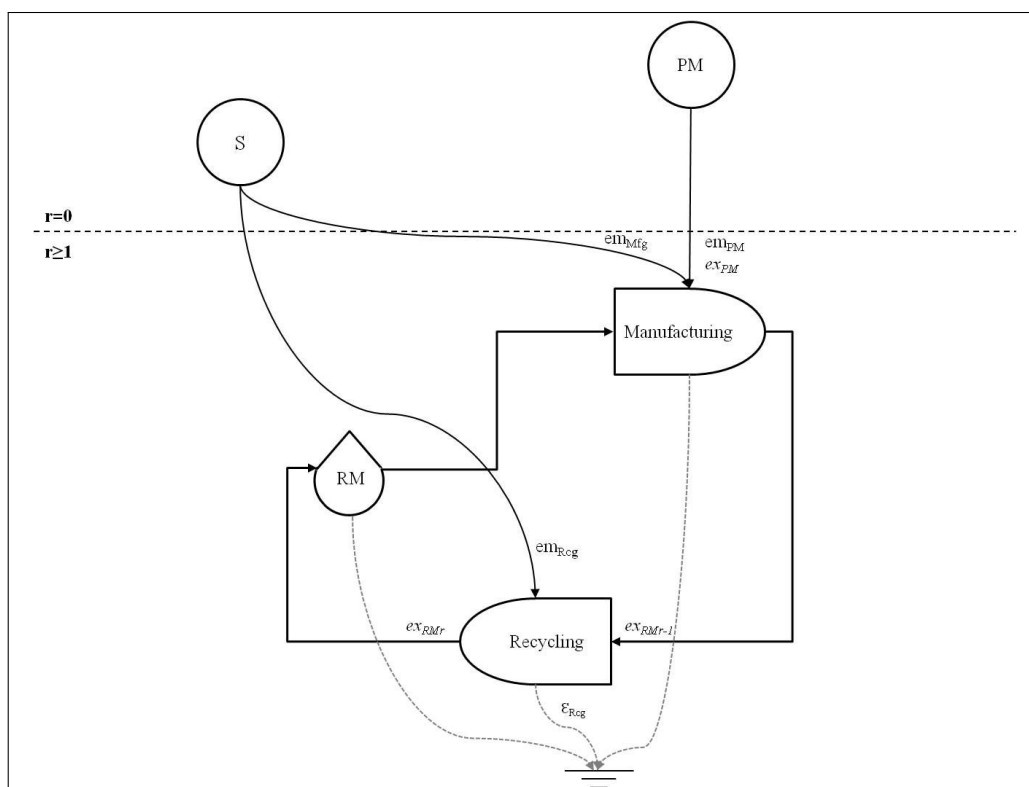 PM
S
r=0
em_Mfg
em_PM
r≥1
ex_PM
Manufacturing
RM
em_Rcg
ex_RMr
Recycling
ex_RMr-1
ε_Rcg